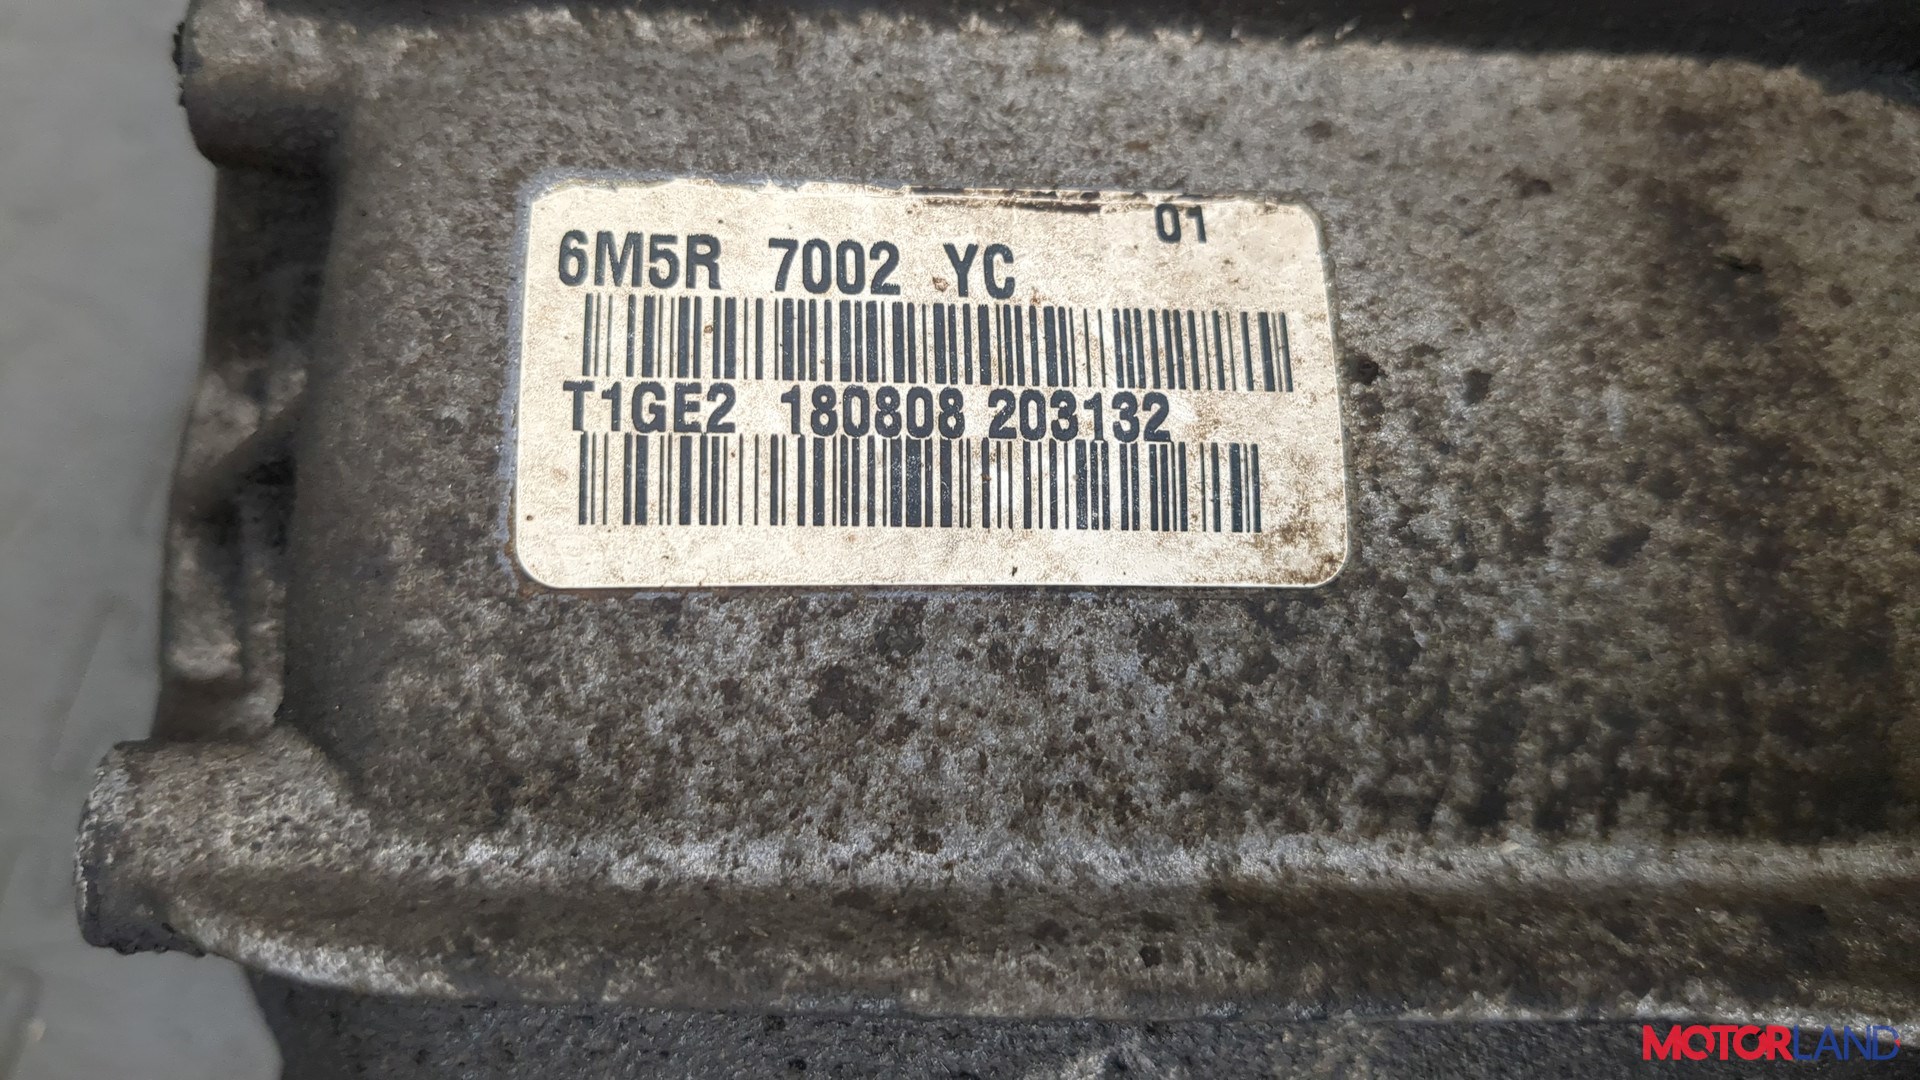 01
6M5R 7002 YC
T1GE2 180808 203132
MOTORLAND